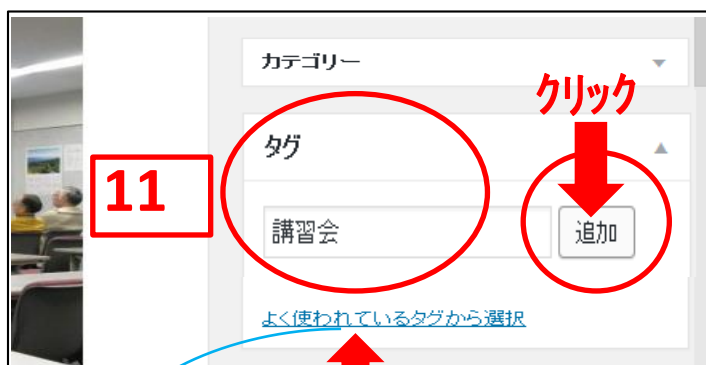 カテゴリー
クリック
タグ
11
講習会
追加
よく使われているタグから選択